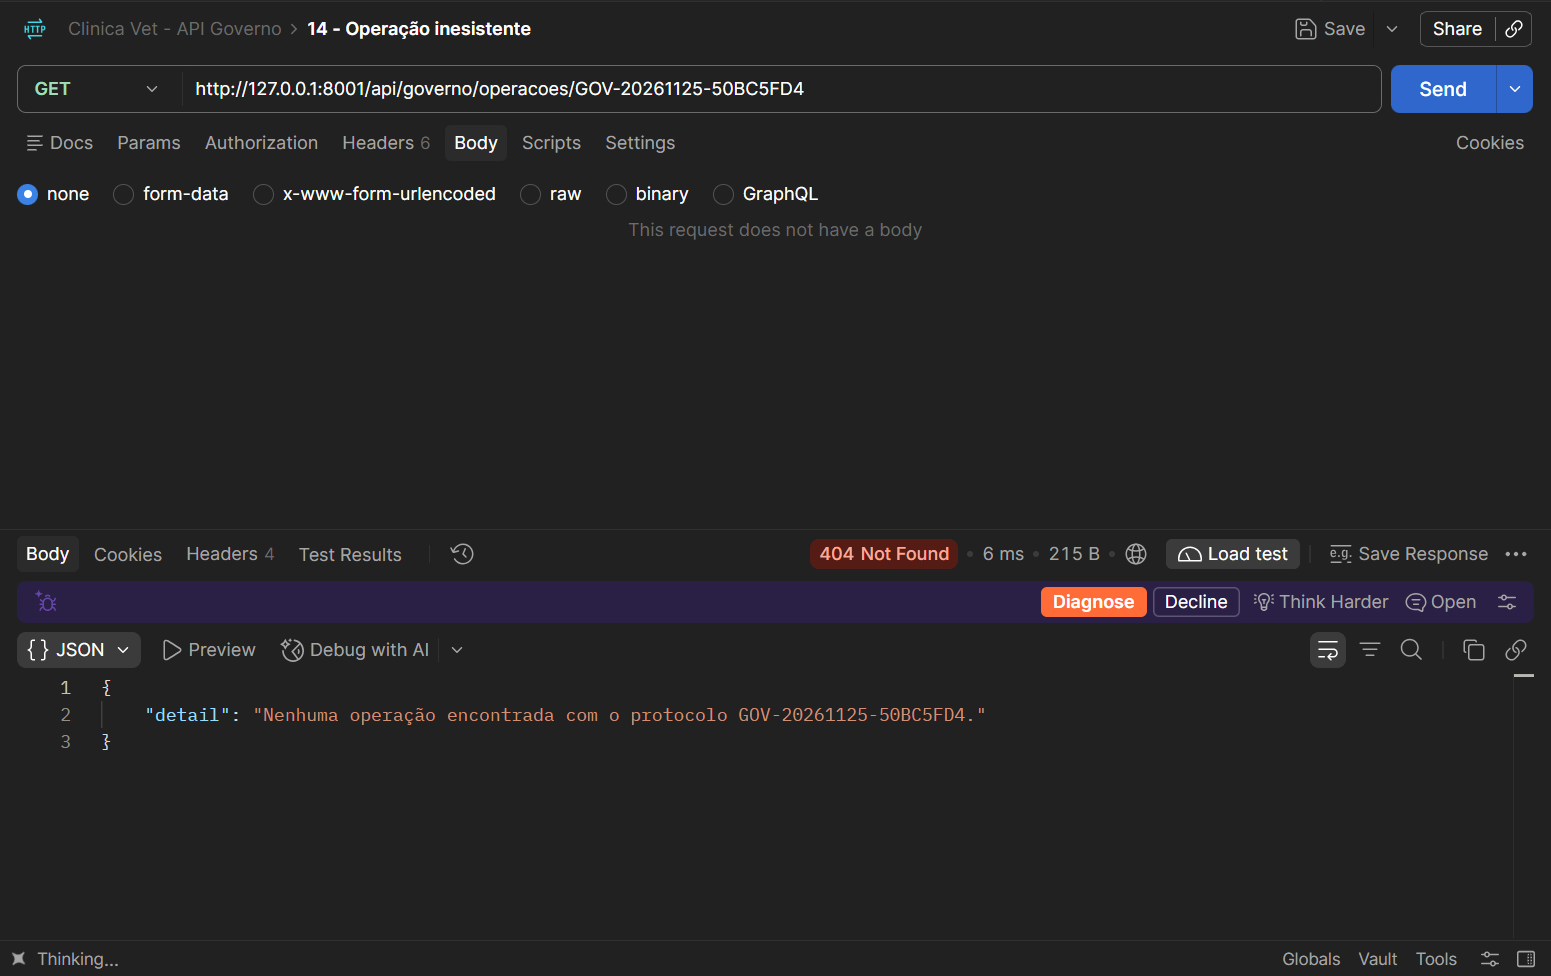 HTTP Clinica Vet - API Governo > 14 - Operação inesistente Save Share
GET http://127.0.0.1:8001/api/governo/operacoes/GOV-20261125-50BC5FD4 Send
Docs Params Authorization Headers 6 Body Scripts Settings Cookies
none form-data x-www-form-urlencoded raw binary GraphQL
This request does not have a body
Body Cookies Headers 4 Test Results 404 Not Found • 6 ms • 215 B • Load test e.g. Save Response
Diagnose Decline Think Harder Open
{} JSON Preview Debug with AI
1 {
2 "detail": "Nenhuma operação encontrada com o protocolo GOV-20261125-50BC5FD4."
3 }
Thinking... Globals Vault Tools